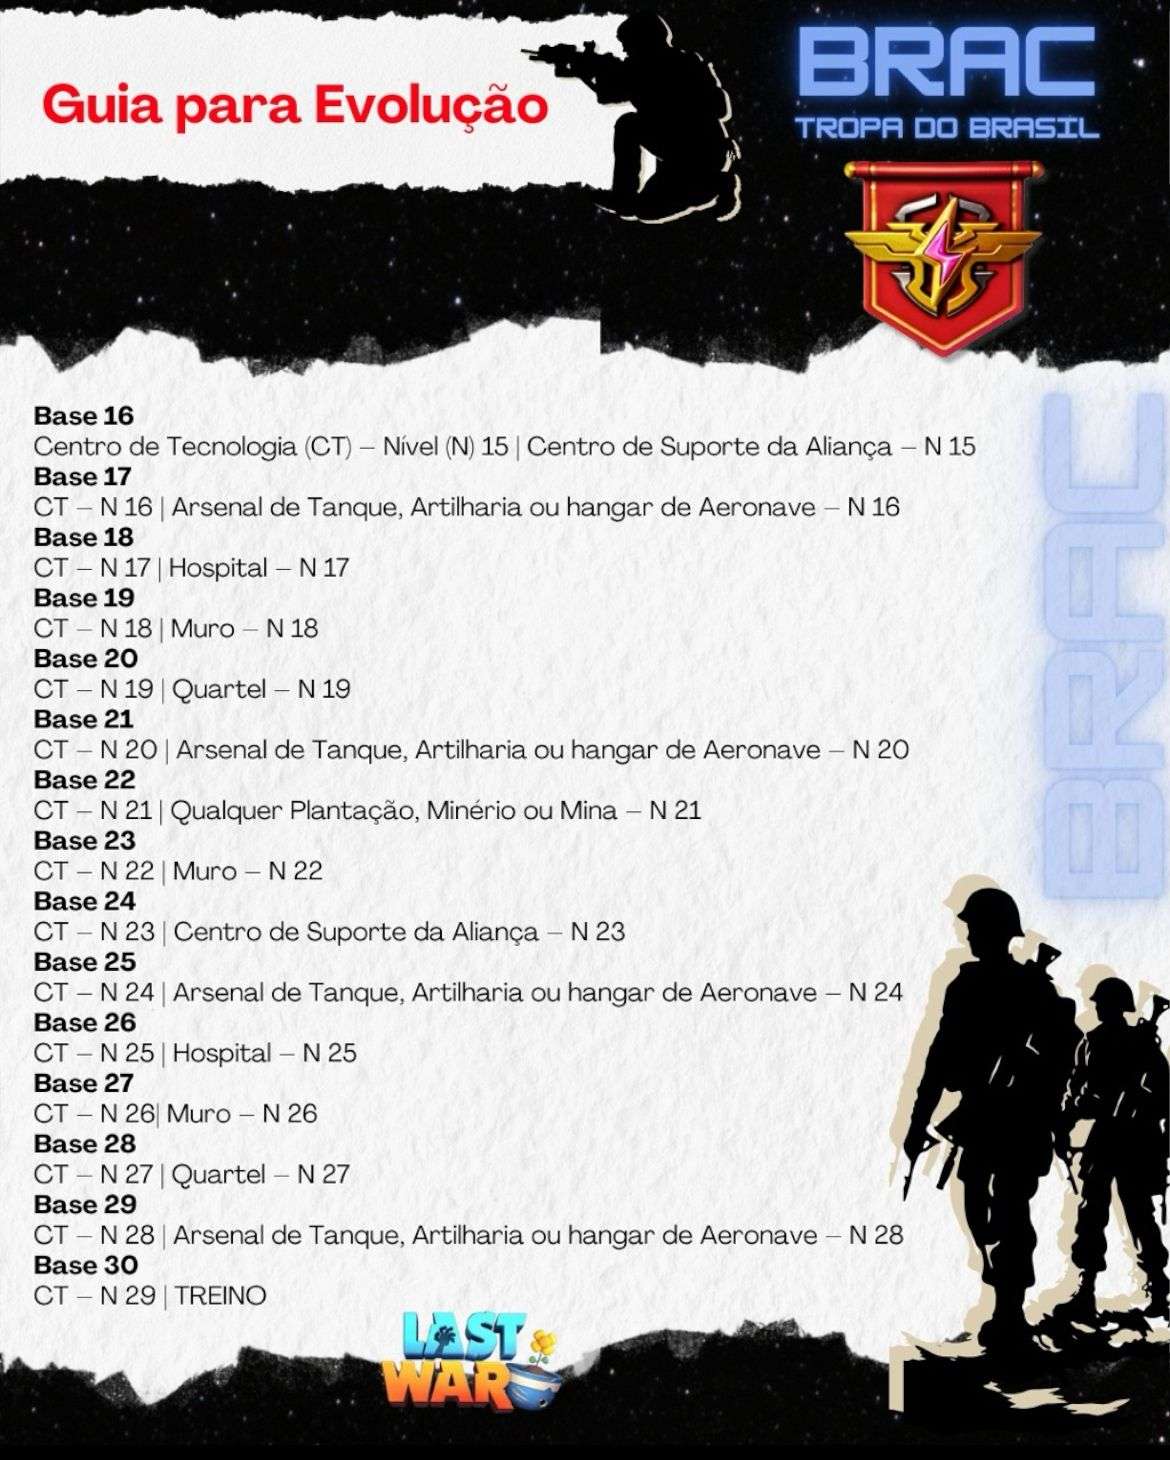 Guia para Evolução
BRAC
TROPA DO BRASIL
Base 16
Centro de Tecnologia (CT) – Nível (N) 15 | Centro de Suporte da Aliança – N 15
Base 17
CT – N 16 | Arsenal de Tanque, Artilharia ou hangar de Aeronave – N 16
Base 18
CT – N 17 | Hospital – N 17
Base 19
CT – N 18 | Muro – N 18
Base 20
CT – N 19 | Quartel – N 19
Base 21
CT – N 20 | Arsenal de Tanque, Artilharia ou hangar de Aeronave – N 20
Base 22
CT – N 21 | Qualquer Plantação, Minério ou Mina – N 21
Base 23
CT – N 22 | Muro – N 22
Base 24
CT – N 23 | Centro de Suporte da Aliança – N 23
Base 25
CT – N 24 | Arsenal de Tanque, Artilharia ou hangar de Aeronave – N 24
Base 26
CT – N 25 | Hospital – N 25
Base 27
CT – N 26| Muro – N 26
Base 28
CT – N 27 | Quartel – N 27
Base 29
CT – N 28 | Arsenal de Tanque, Artilharia ou hangar de Aeronave – N 28
Base 30
CT – N 29 | TREINO
BRAC
LAST
WAR